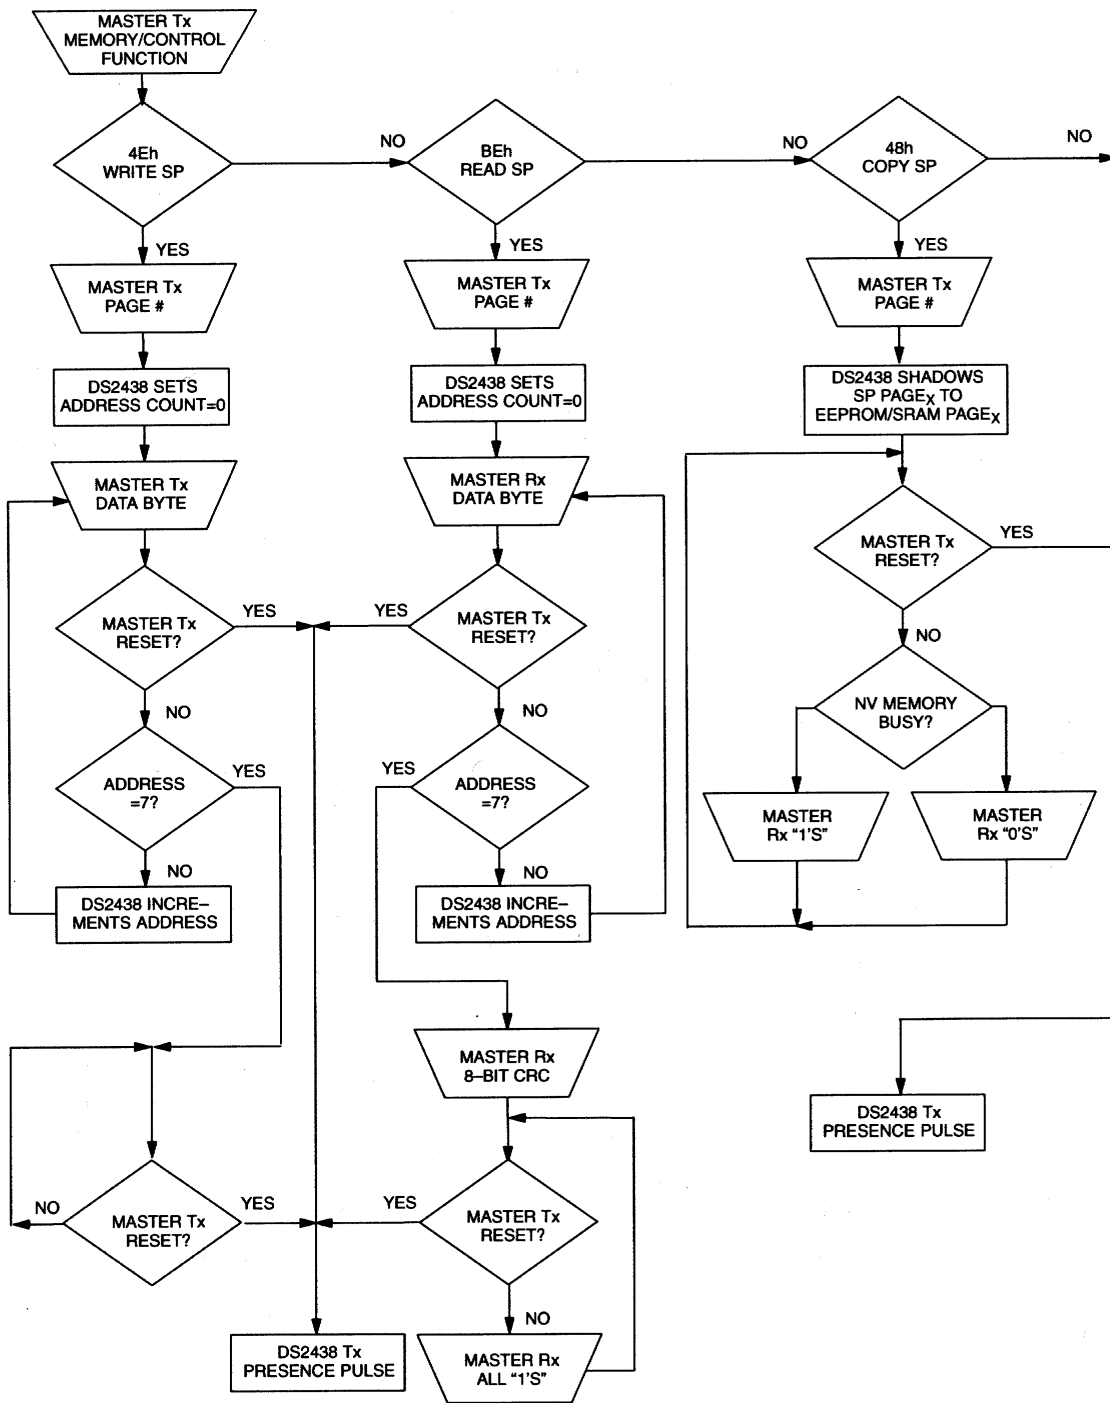 MASTER Tx
MEMORY/CONTROL
FUNCTION
4Eh
WRITE SP
NO
BEh
READ SP
NO
48h
COPY SP
NO
YES
YES
YES
MASTER Tx
PAGE #
MASTER Tx
PAGE #
MASTER Tx
PAGE #
DS2438 SETS
ADDRESS COUNT=0
DS2438 SETS
ADDRESS COUNT=0
DS2438 SHADOWS
SP PAGEX TO
EEPROM/SRAM PAGEX
MASTER Tx
DATA BYTE
MASTER Rx
DATA BYTE
MASTER Tx
RESET?
YES
MASTER Tx
RESET?
YES
YES
MASTER Tx
RESET?
NO
NO
NO
NV MEMORY
BUSY?
ADDRESS
=7?
YES
YES
ADDRESS
=7?
MASTER
Rx “1’S”
MASTER
Rx “0’S”
NO
NO
DS2438 INCRE–
MENTS ADDRESS
DS2438 INCRE–
MENTS ADDRESS
MASTER Rx
8–BIT CRC
DS2438 Tx
PRESENCE PULSE
NO
MASTER Tx
RESET?
YES
YES
MASTER Tx
RESET?
NO
DS2438 Tx
PRESENCE PULSE
MASTER Rx
ALL “1’S”